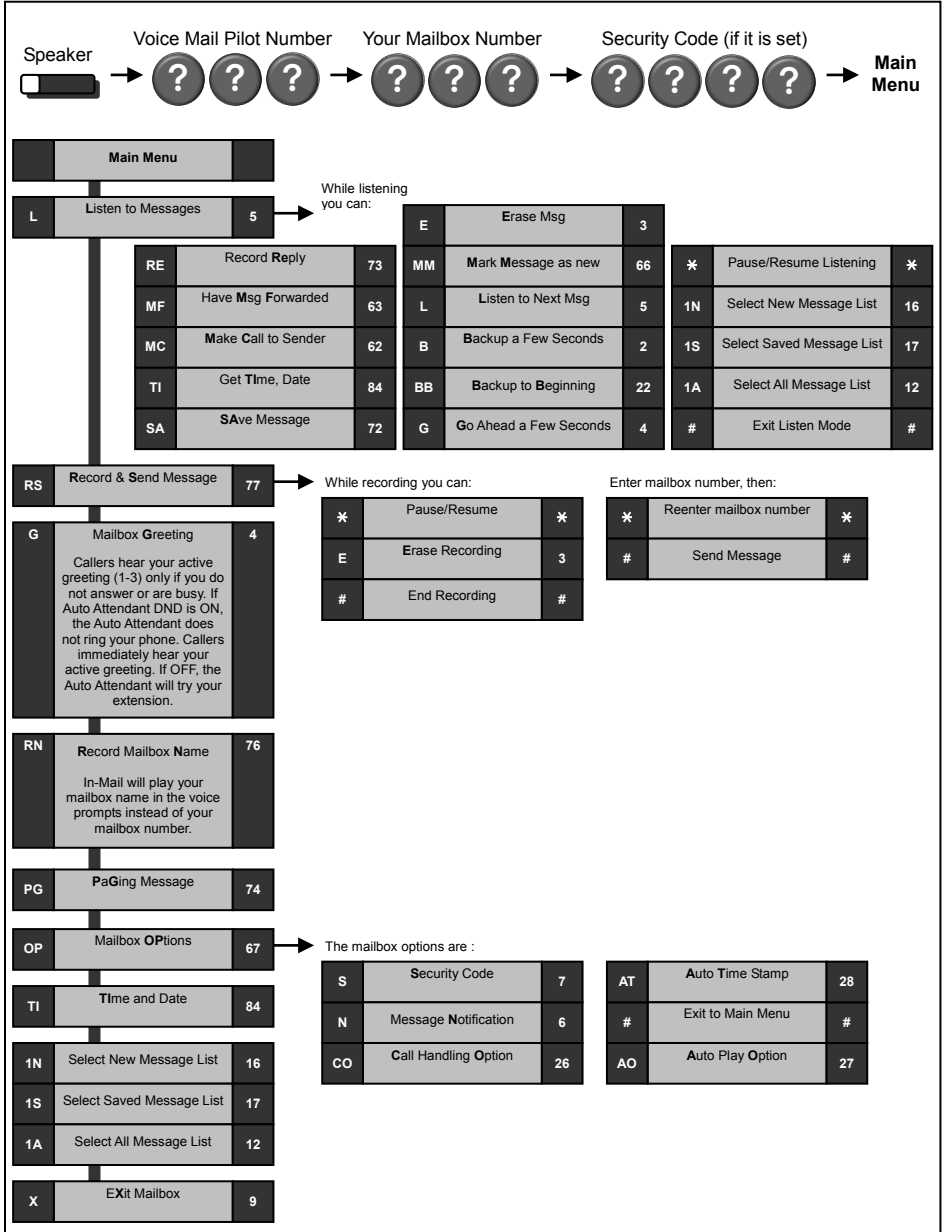 Speaker
Voice Mail Pilot Number
Your Mailbox Number
Security Code (if it is set)
? ? ?
? ? ?
? ? ? ?
Main
Menu
Main Menu
L Listen to Messages 5
While listening
you can:
RE Record Reply 73
MF Have Msg Forwarded 63
MC Make Call to Sender 62
TI Get TIme, Date 84
SA SAve Message 72
E Erase Msg 3
MM Mark Message as new 66
L Listen to Next Msg 5
B Backup a Few Seconds 2
BB Backup to Beginning 22
G Go Ahead a Few Seconds 4
* Pause/Resume Listening *
1N Select New Message List 16
1S Select Saved Message List 17
1A Select All Message List 12
# Exit Listen Mode #
RS Record & Send Message 77
While recording you can:
* Pause/Resume *
E Erase Recording 3
# End Recording #
Enter mailbox number, then:
* Reenter mailbox number *
# Send Message #
G Mailbox Greeting 4
Callers hear your active
greeting (1-3) only if you do
not answer or are busy. If
Auto Attendant DND is ON,
the Auto Attendant does
not ring your phone. Callers
immediately hear your
active greeting. If OFF, the
Auto Attendant will try your
extension.
RN Record Mailbox Name 76
In-Mail will play your
mailbox name in the voice
prompts instead of your
mailbox number.
PG PaGing Message 74
OP Mailbox OPtions 67
The mailbox options are :
S Security Code 7
N Message Notification 6
CO Call Handling Option 26
AT Auto Time Stamp 28
# Exit to Main Menu #
AO Auto Play Option 27
TI TIme and Date 84
1N Select New Message List 16
1S Select Saved Message List 17
1A Select All Message List 12
X EXit Mailbox 9